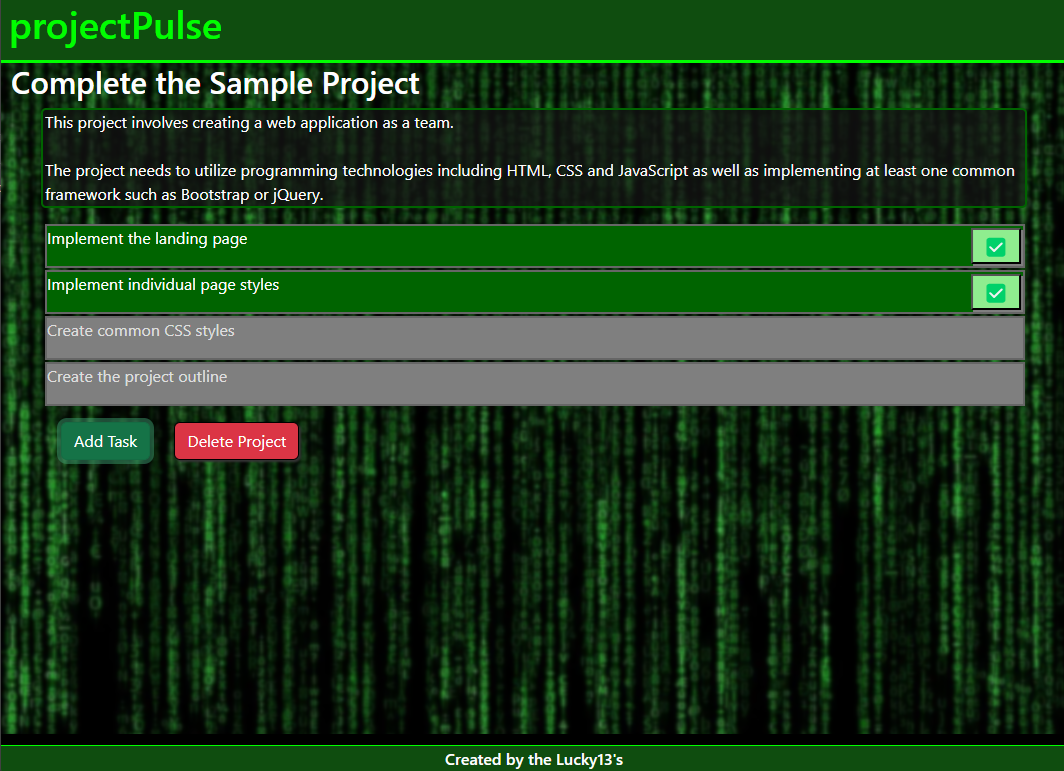 projectPulse
Complete the Sample Project
This project involves creating a web application as a team.
The project needs to utilize programming technologies including HTML, CSS and JavaScript as well as implementing at least one common
framework such as Bootstrap or jQuery.
Implement the landing page
Implement individual page styles
Create common CSS styles
Create the project outline
Add Task
Delete Project
Created by the Lucky13's